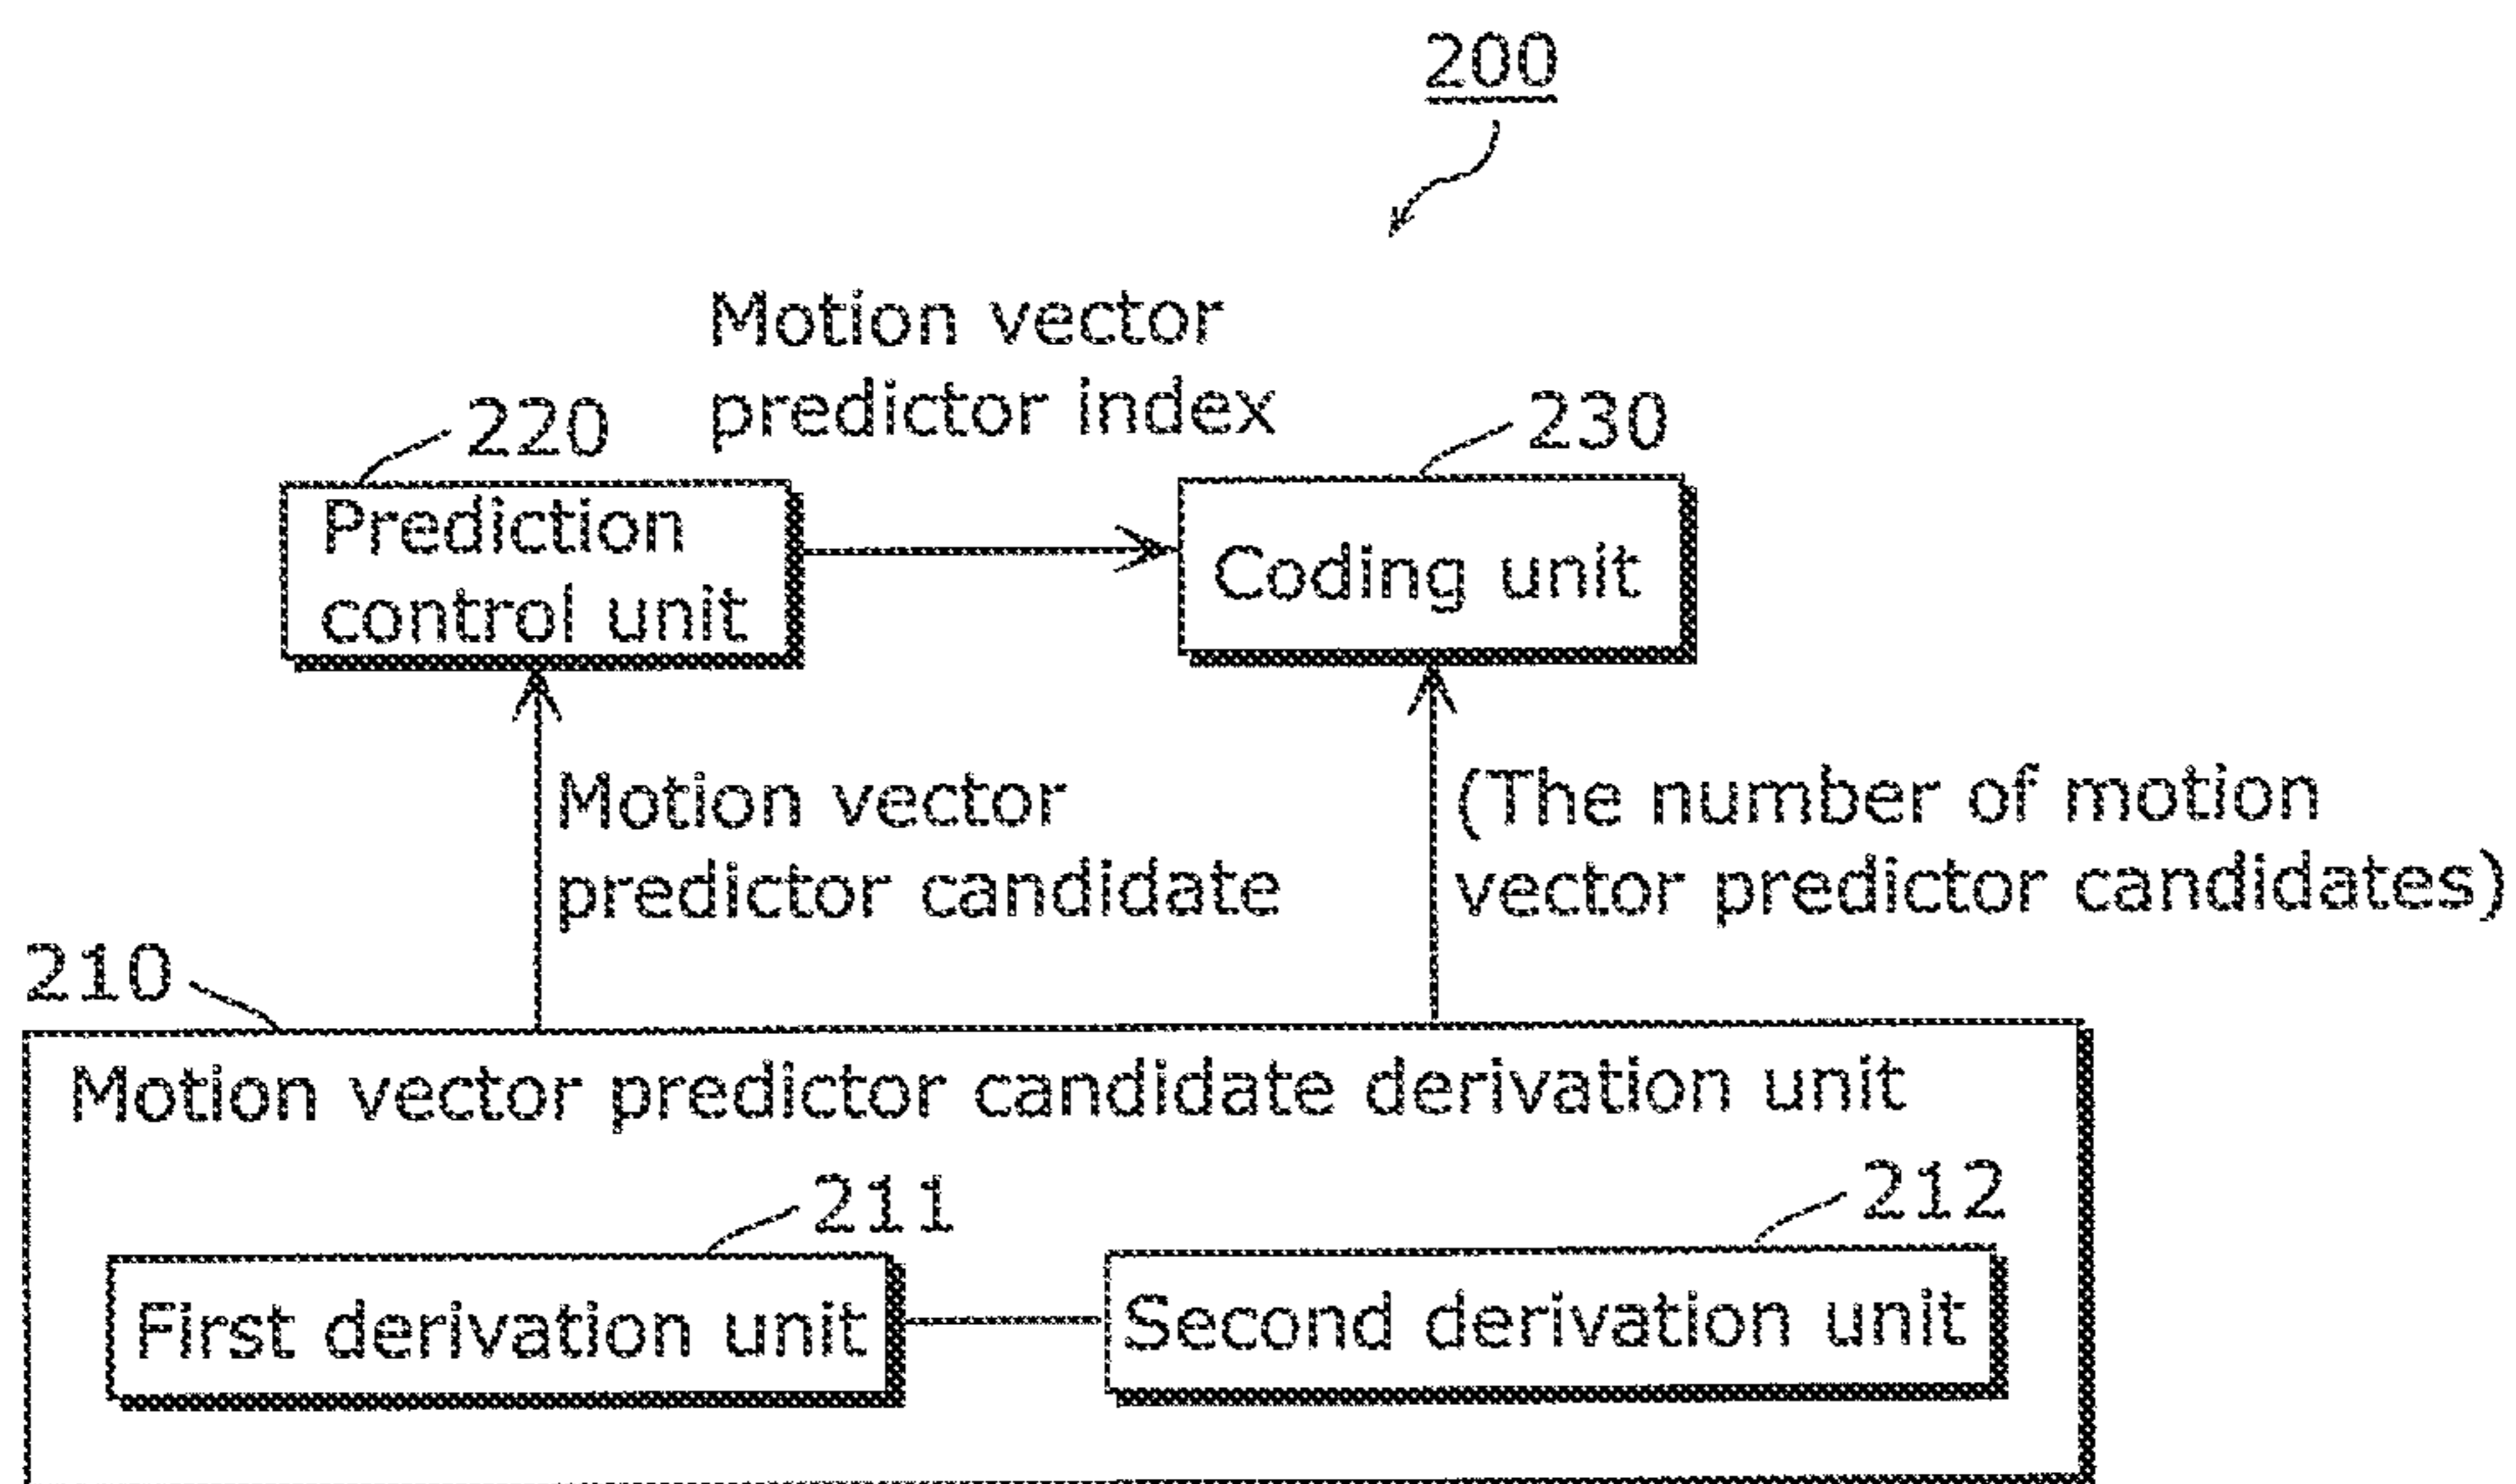 200
Motion vector
predictor index
220
230
Prediction
control unit
Coding unit
Motion vector
predictor candidate
(The number of motion
vector predictor candidates)
210
Motion vector predictor candidate derivation unit
211
212
First derivation unit
Second derivation unit